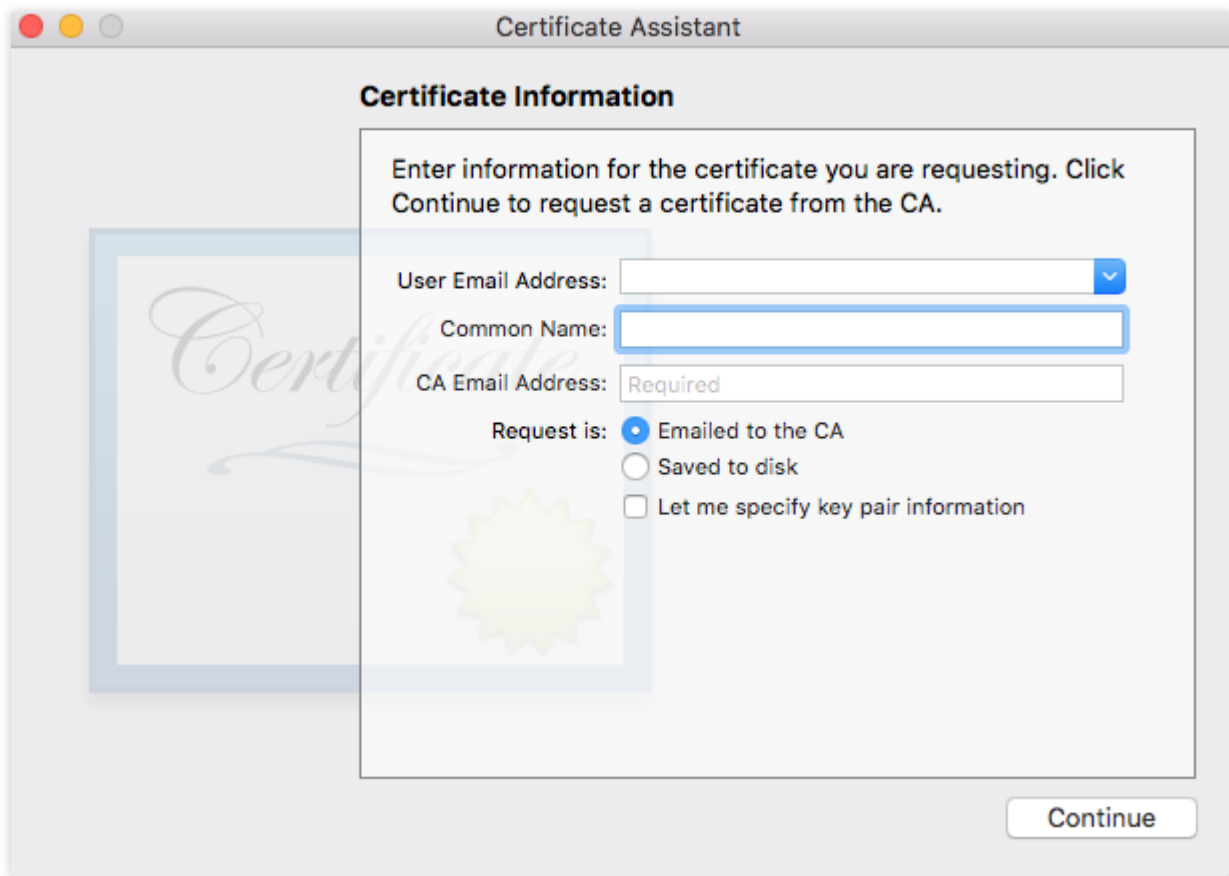 Certificate Assistant
Certificate Information
Enter information for the certificate you are requesting. Click
Continue to request a certificate from the CA.
Certificate
User Email Address:
Common Name:
CA Email Address: Required
Request is: Emailed to the CA
Saved to disk
Let me specify key pair information
Continue